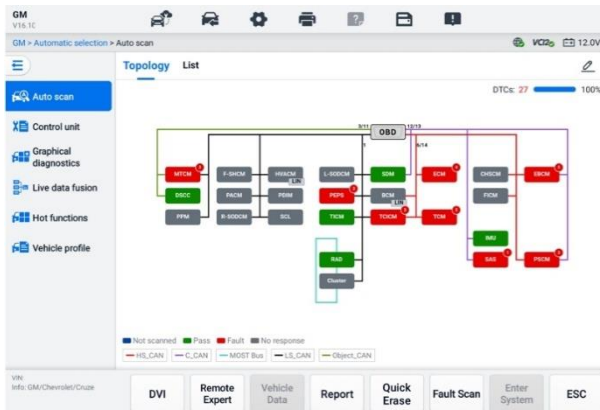 GM
V16.1C
GM > Automatic selection > Auto scan
VCI
12.0V
Topology List
DTCs: 27 100%
Auto scan
Control unit
Graphical
diagnostics
Live data fusion
Hot functions
Vehicle profile
3/11 OBD 12/13
1 6/14
MTCM F-SHCM HVACM L-SODCM SDM ECM CHSCM EBCM
LIN
DSCC PACM PDIM PEPS BCM FICM
LIN
PPM R-SODCM SCL TICM TCICM TCM
IMU
RAD SAS PSCM
Cluster
Not scanned Pass Fault No response
HS_CAN C_CAN MOST Bus LS_CAN Object_CAN
VIN:
Info: GM/Chevrolet/Cruze
DVI Remote Expert Vehicle Data Report Quick Erase Fault Scan Enter System ESC